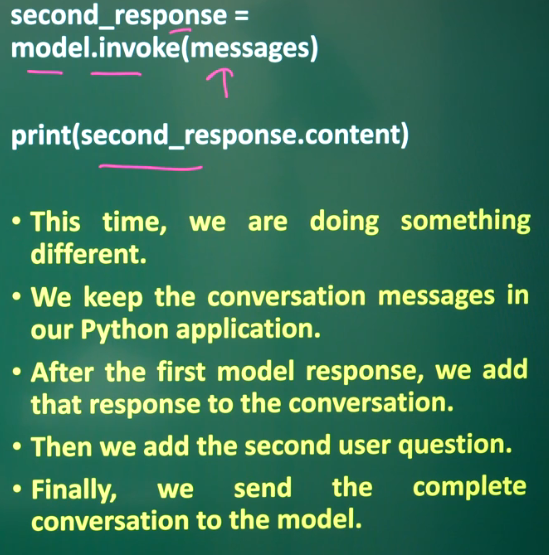 second_response =
model.invoke(messages)
print(second_response.content)
• This time, we are doing something
different.
• We keep the conversation messages in
our Python application.
• After the first model response, we add
that response to the conversation.
• Then we add the second user question.
• Finally, we send the complete
conversation to the model.